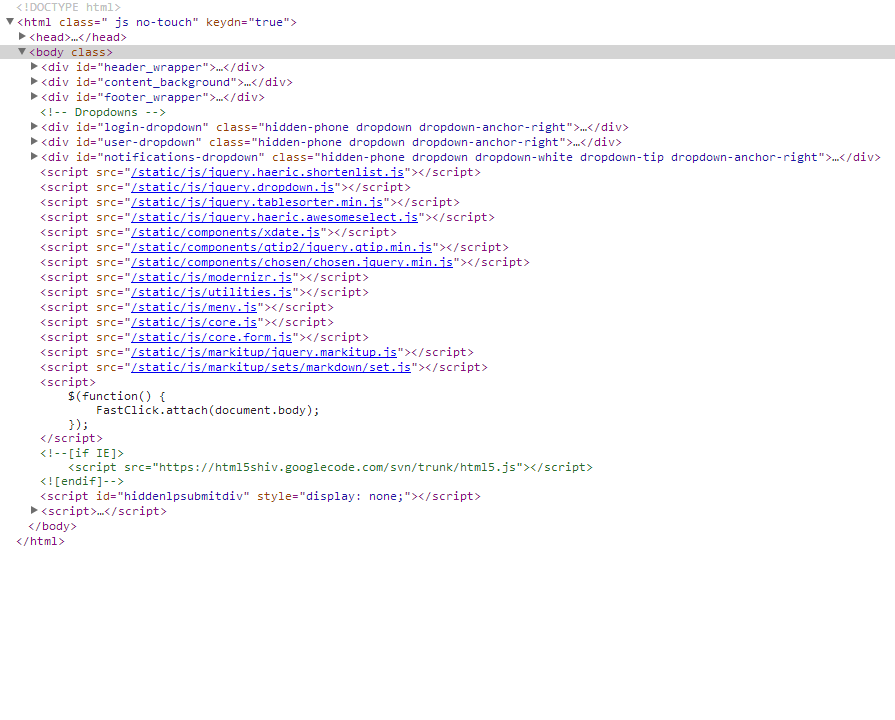 <!DOCTYPE html>
<html class=" js no-touch" keydn="true">
<head>…</head>
<body class>
<div id="header_wrapper">…</div>
<div id="content_background">…</div>
<div id="footer_wrapper">…</div>
<!-- Dropdowns -->
<div id="login-dropdown" class="hidden-phone dropdown dropdown-anchor-right">…</div>
<div id="user-dropdown" class="hidden-phone dropdown dropdown-anchor-right">…</div>
<div id="notifications-dropdown" class="hidden-phone dropdown dropdown-white dropdown-tip dropdown-anchor-right">…</div>
<script src="/static/js/jquery.haeric.shortenlist.js"></script>
<script src="/static/js/jquery.dropdown.js"></script>
<script src="/static/js/jquery.tablesorter.min.js"></script>
<script src="/static/js/jquery.haeric.awesomeselect.js"></script>
<script src="/static/components/xdate.js"></script>
<script src="/static/components/qtip2/jquery.qtip.min.js"></script>
<script src="/static/components/chosen/chosen.jquery.min.js"></script>
<script src="/static/js/modernizr.js"></script>
<script src="/static/js/utilities.js"></script>
<script src="/static/js/meny.js"></script>
<script src="/static/js/core.js"></script>
<script src="/static/js/core.form.js"></script>
<script src="/static/js/markitup/jquery.markitup.js"></script>
<script src="/static/js/markitup/sets/markdown/set.js"></script>
<script>
$(function() {
FastClick.attach(document.body);
});
</script>
<!--[if IE]>
<script src="https://html5shiv.googlecode.com/svn/trunk/html5.js"></script>
<![endif]-->
<script id="hiddenlpsubmitdiv" style="display: none;"></script>
<script>…</script>
</body>
</html>